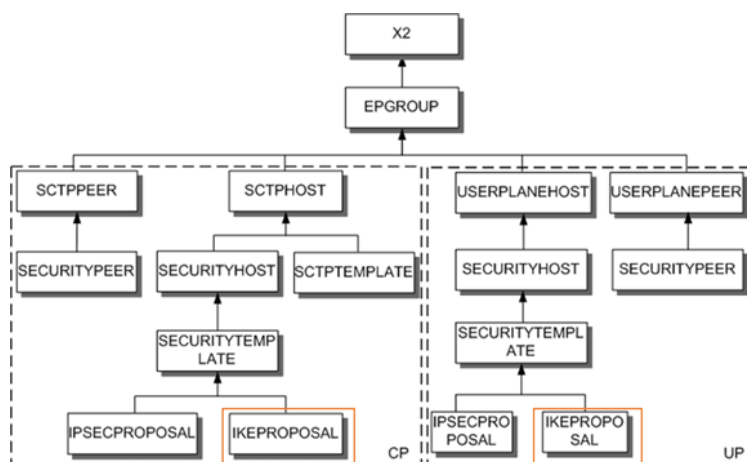 X2
EPGROUP
SCTPPEER
SCTPHOST
USERPLANEHOST
USERPLANEPEER
SECURITYPEER
SECURITYHOST
SCTPTEMPLATE
SECURITYHOST
SECURITYPEER
SECURITYTEMP
LATE
SECURITYTEMPL
ATE
IPSECPROPOSAL
IKEPROPOSAL
CP
IPSECPRO
POSAL
IKEPROPO
SAL
UP